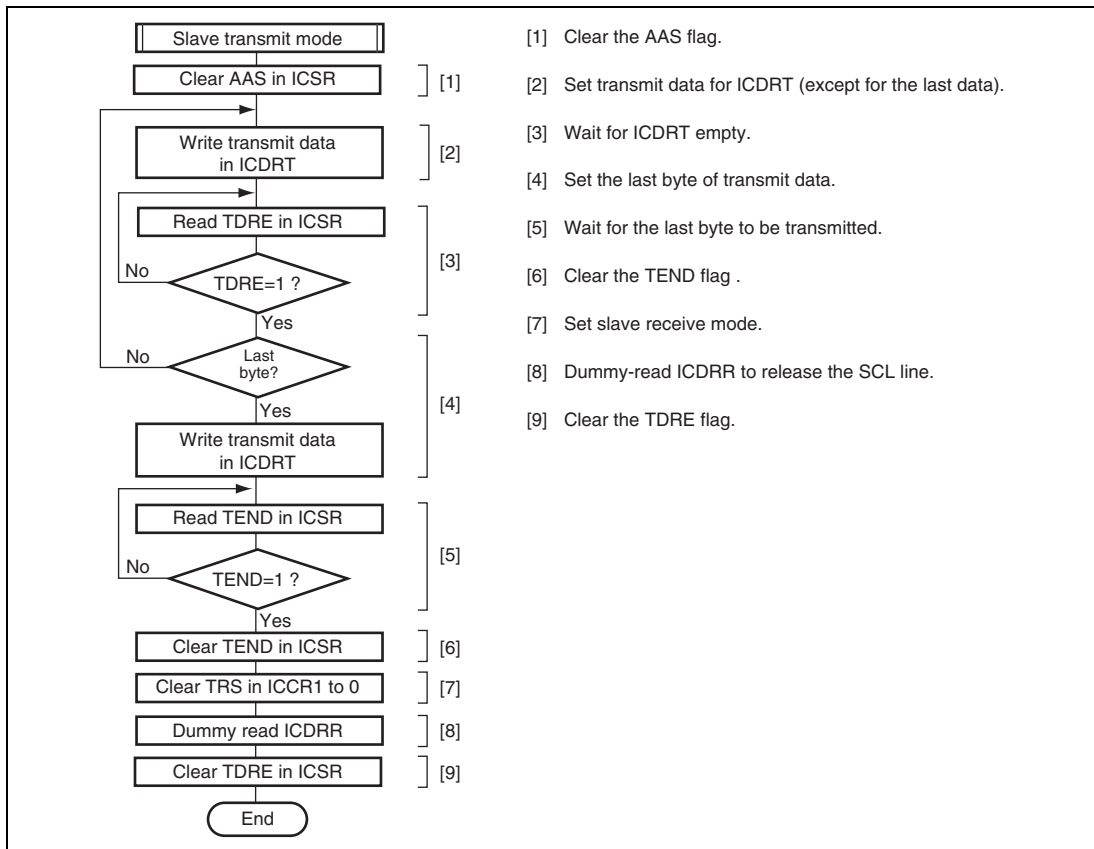 Slave transmit mode
Clear AAS in ICSR
[1]
Write transmit data
in ICDRT
[2]
Read TDRE in ICSR
No
TDRE=1 ?
[3]
Yes
No
Last
byte?
Yes
[4]
Write transmit data
in ICDRT
Read TEND in ICSR
No
TEND=1 ?
[5]
Yes
Clear TEND in ICSR
[6]
Clear TRS in ICCR1 to 0
[7]
Dummy read ICDRR
[8]
Clear TDRE in ICSR
[9]
End
[1] Clear the AAS flag.
[2] Set transmit data for ICDRT (except for the last data).
[3] Wait for ICDRT empty.
[4] Set the last byte of transmit data.
[5] Wait for the last byte to be transmitted.
[6] Clear the TEND flag .
[7] Set slave receive mode.
[8] Dummy-read ICDRR to release the SCL line.
[9] Clear the TDRE flag.